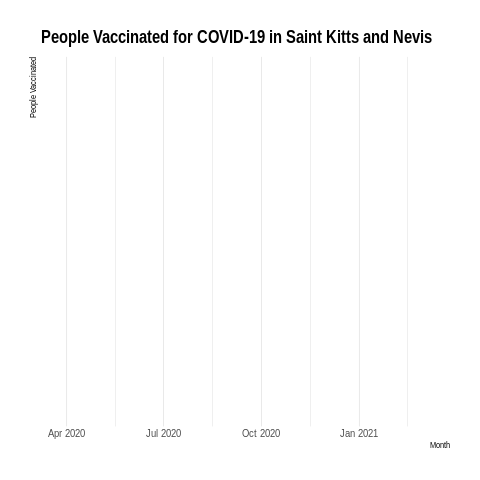 People Vaccinated for COVID-19 in Saint Kitts and Nevis
People Vaccinated
Apr 2020
Jul 2020
Oct 2020
Jan 2021
Month